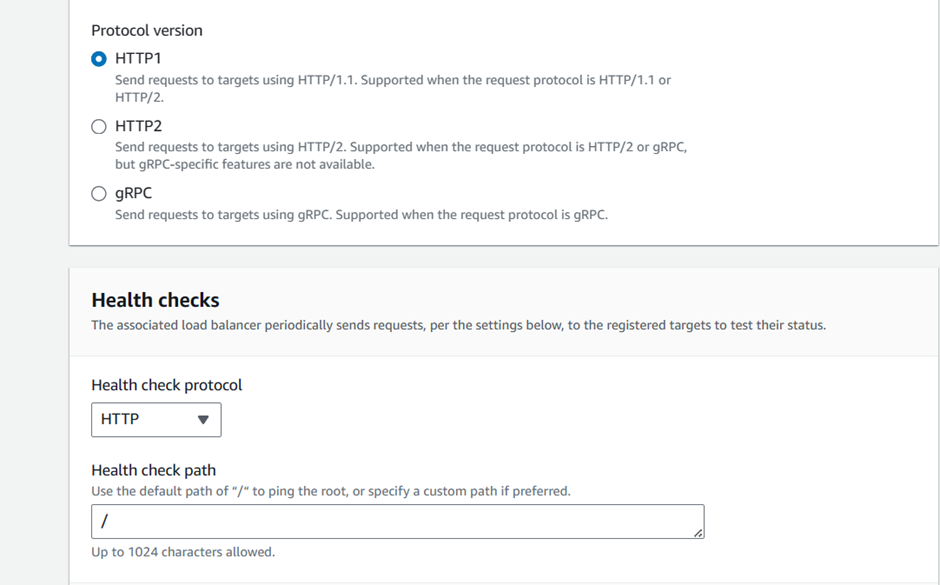 Protocol version
HTTP1
Send requests to targets using HTTP/1.1. Supported when the request protocol is HTTP/1.1 or
HTTP/2.
HTTP2
Send requests to targets using HTTP/2. Supported when the request protocol is HTTP/2 or gRPC,
but gRPC-specific features are not available.
gRPC
Send requests to targets using gRPC. Supported when the request protocol is gRPC.
Health checks
The associated load balancer periodically sends requests, per the settings below, to the registered targets to test their status.
Health check protocol
HTTP
Health check path
Use the default path of “/” to ping the root, or specify a custom path if preferred.
/
Up to 1024 characters allowed.